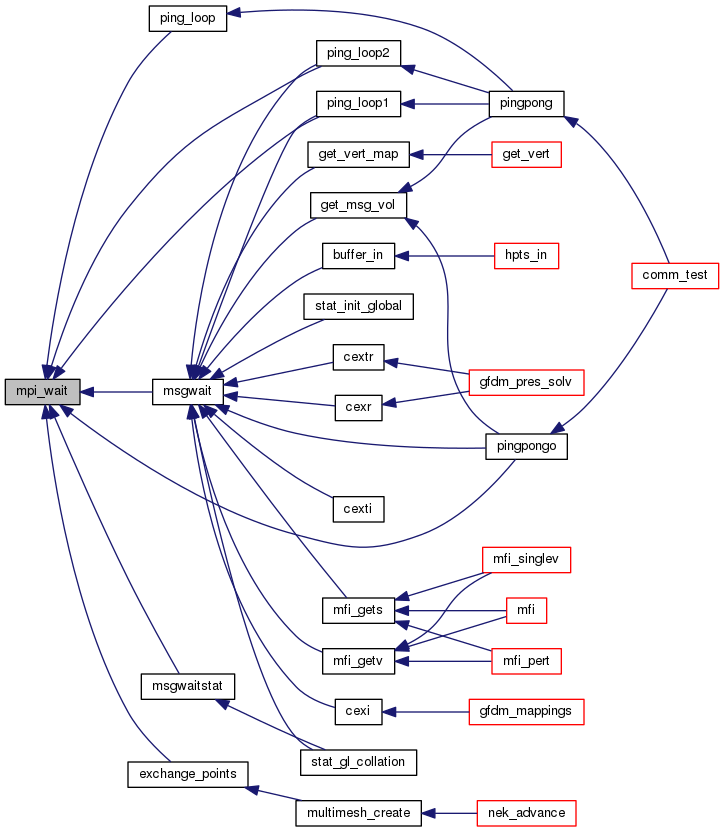 ping_loop
ping_loop2
ping_loop1
pingpong
get_vert_map
get_vert
get_msg_vol
buffer_in
hpts_in
comm_test
stat_init_global
cextr
gfdm_pres_solv
mpi_wait
msgwait
cexr
pingpongo
cexti
mfi_singlev
mfi_gets
mfi
mfi_getv
mfi_pert
msgwaitstat
cexi
gfdm_mappings
stat_gl_collation
exchange_points
multimesh_create
nek_advance